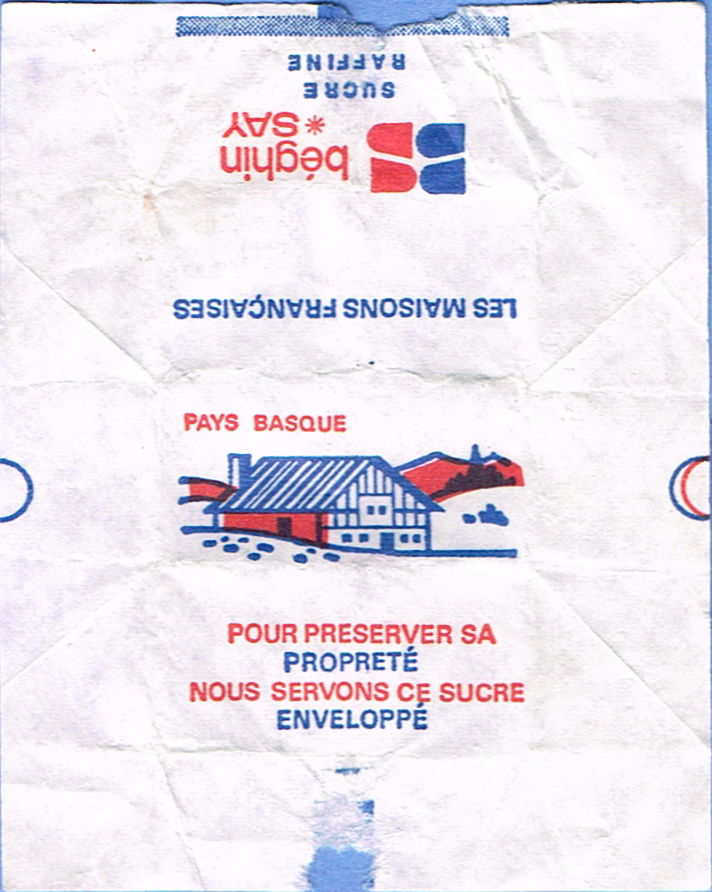 SUCRE
RAFFINE
béghin
*SAY
LES MAISONS FRANÇAISES
PAYS BASQUE
POUR PRESERVER SA
PROPRETÉ
NOUS SERVONS CE SUCRE
ENVELOPPÉ